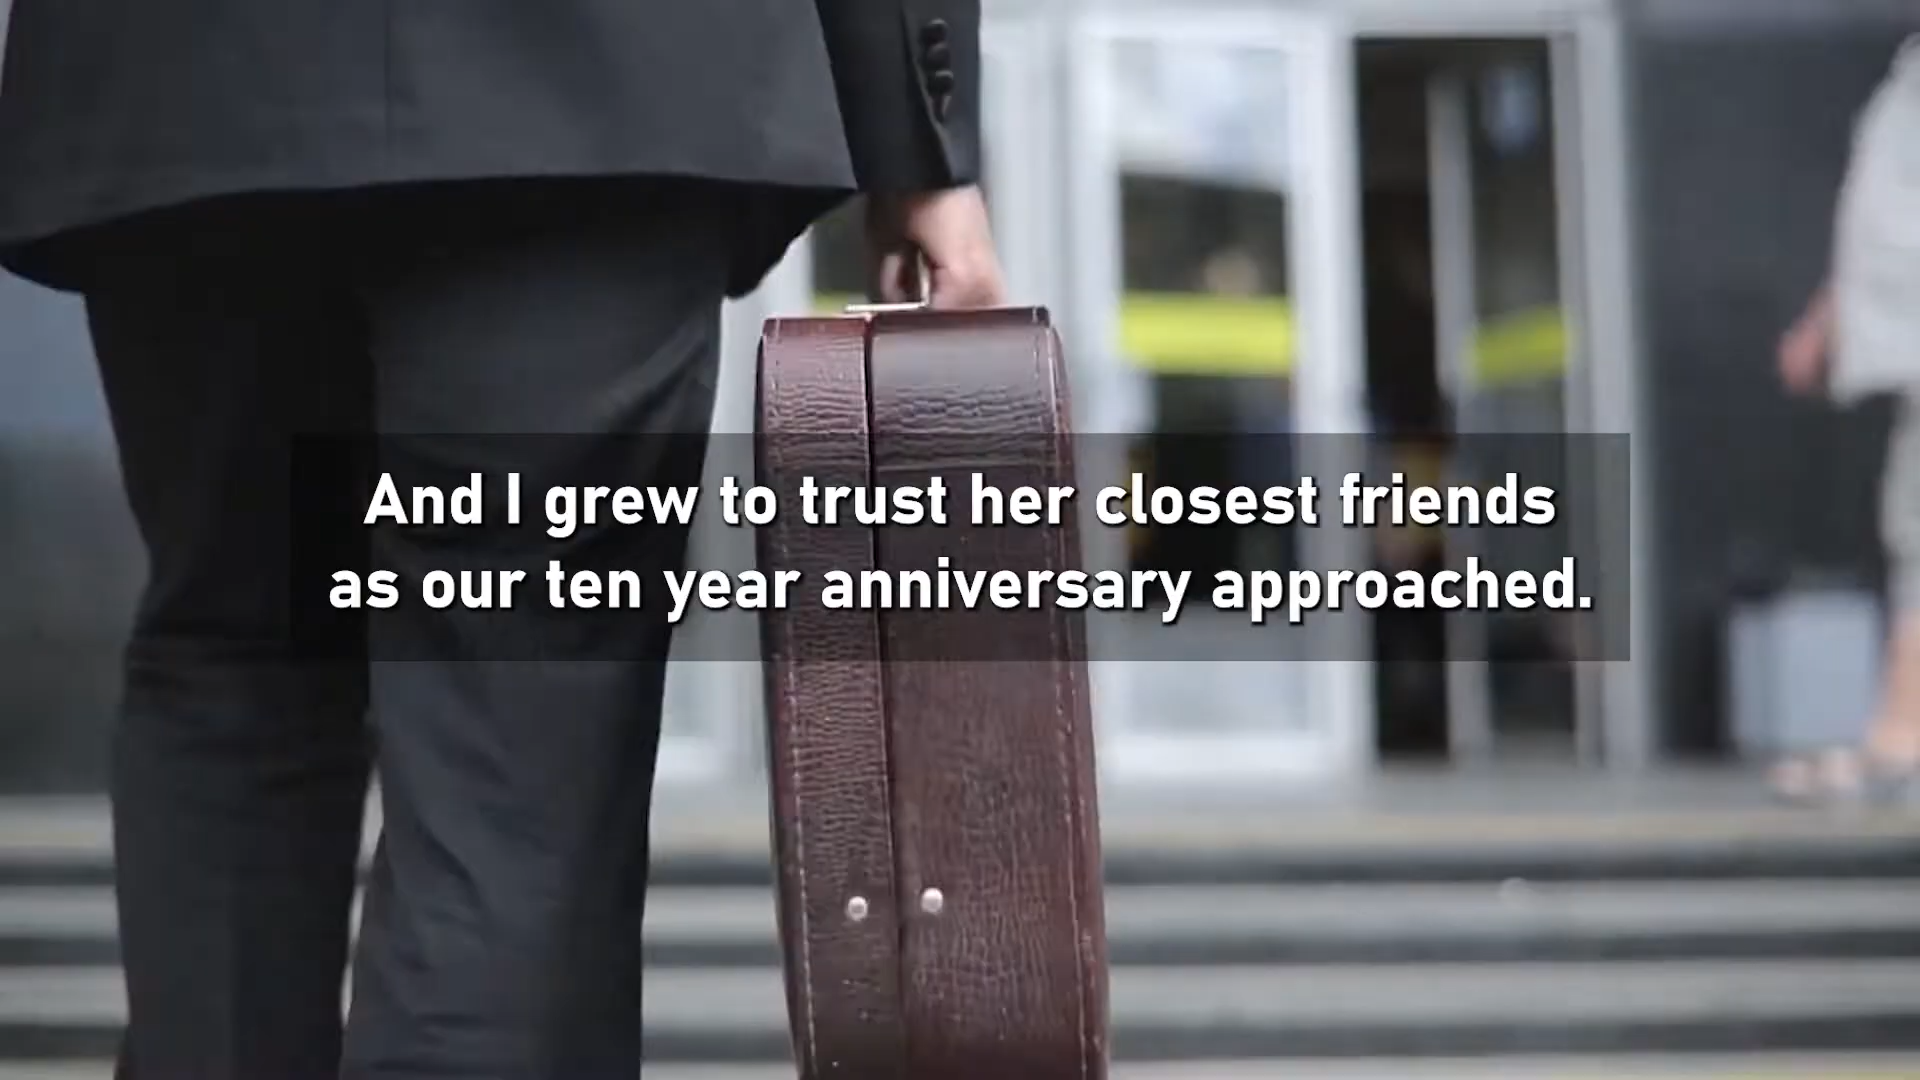 And I grew to trust her closest friends
as our ten year anniversary approached.